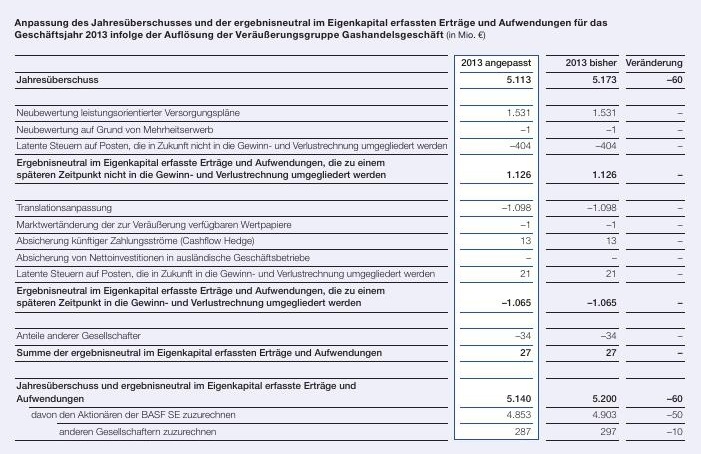 Anpassung des Jahresüberschusses und der ergebnisneutral im Eigenkapital erfassten Erträge und Aufwendungen für das
Geschäftsjahr 2013 infolge der Auflösung der Veräußerungsgruppe Gashandelsgeschäft (in Mio. €)
2013 angepasst 2013 bisher Veränderung
Jahresüberschuss 5.113 5.173 –60
Neubewertung leistungsorientierter Versorgungspläne 1.531 1.531 –
Neubewertung auf Grund von Mehrheitserwerb –1 –1 –
Latente Steuern auf Posten, die in Zukunft nicht in die Gewinn- und Verlustrechnung umgegliedert werden –404 –404 –
Ergebnisneutral im Eigenkapital erfasste Erträge und Aufwendungen, die zu einem
späteren Zeitpunkt nicht in die Gewinn- und Verlustrechnung umgegliedert werden 1.126 1.126 –
Translationsanpassung –1.098 –1.098 –
Marktwertänderung der zur Veräußerung verfügbaren Wertpapiere –1 –1 –
Absicherung künftiger Zahlungsströme (Cashflow Hedge) 13 13 –
Absicherung von Nettoinvestitionen in ausländische Geschäftsbetriebe – – –
Latente Steuern auf Posten, die in Zukunft in die Gewinn- und Verlustrechnung umgegliedert werden 21 21 –
Ergebnisneutral im Eigenkapital erfasste Erträge und Aufwendungen, die zu einem
späteren Zeitpunkt in die Gewinn- und Verlustrechnung umgegliedert werden –1.065 –1.065 –
Anteile anderer Gesellschafter –34 –34 –
Summe der ergebnisneutral im Eigenkapital erfassten Erträge und Aufwendungen 27 27 –
Jahresüberschuss und ergebnisneutral im Eigenkapital erfasste Erträge und
Aufwendungen 5.140 5.200 –60
davon den Aktionären der BASF SE zuzurechnen 4.853 4.903 –50
anderen Gesellschaftern zuzurechnen 287 297 –10